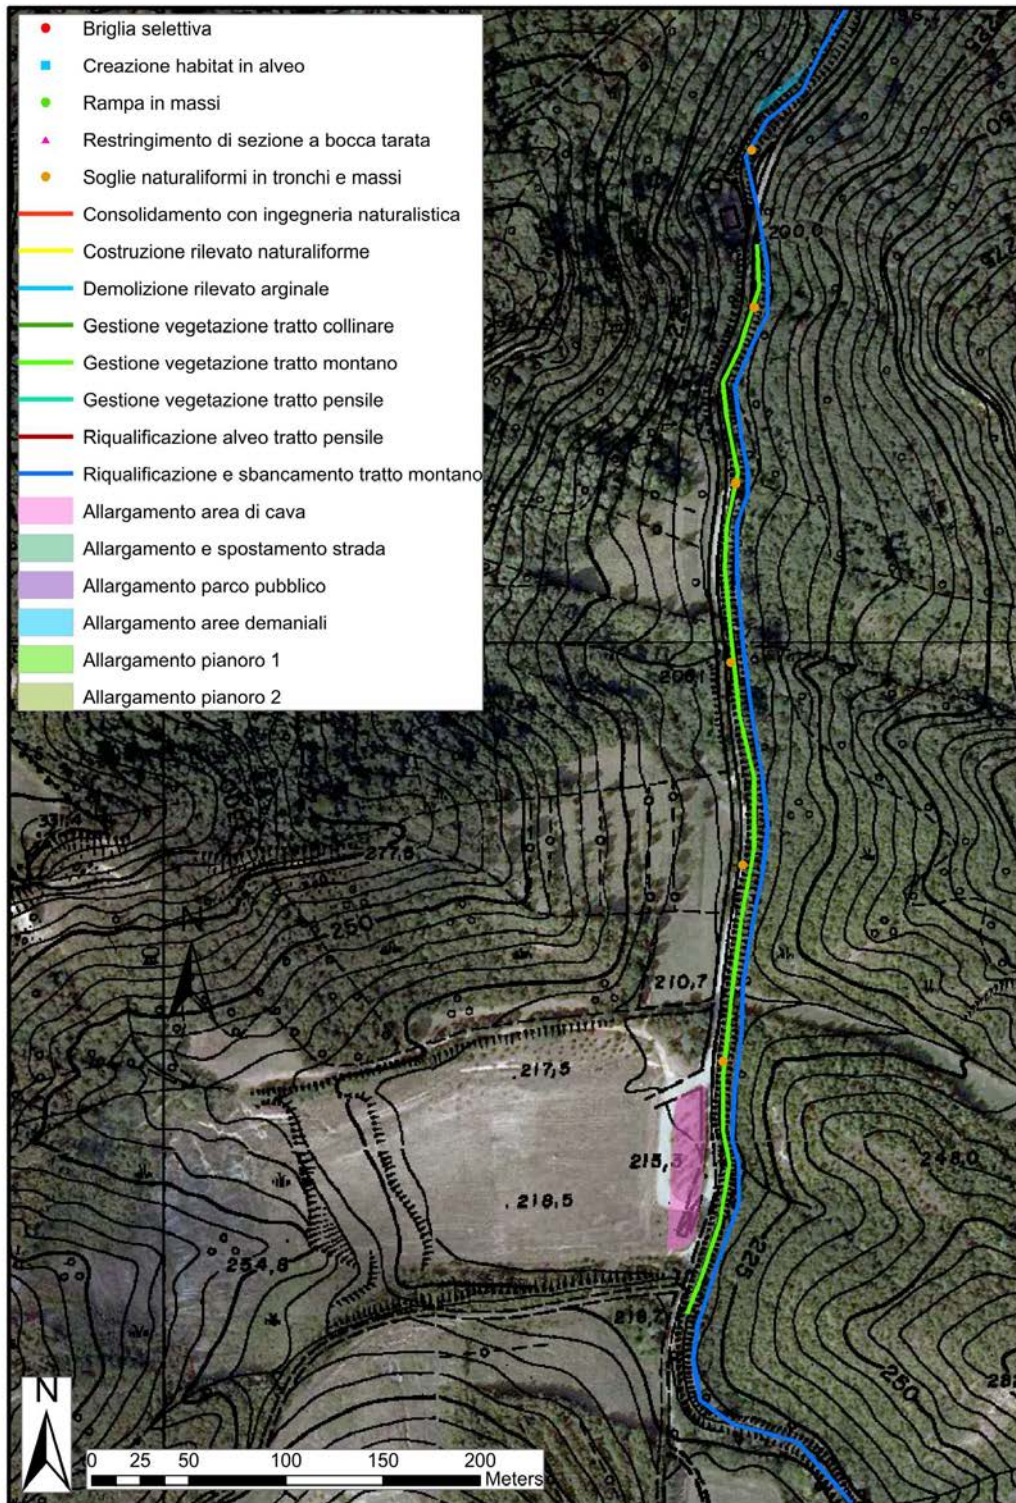 Briglia selettiva
Creazione habitat in alveo
Rampa in massi
Restringimento di sezione a bocca tarata
Soglie naturaliformi in tronchi e massi
Consolidamento con ingegneria naturalistica
Costruzione rilevato naturaliforme
Demolizione rilevato arginale
Gestione vegetazione tratto collinare
Gestione vegetazione tratto montano
Gestione vegetazione tratto pensile
Riqualificazione alveo tratto pensile
Riqualificazione e sbancamento tratto montano
Allargamento area di cava
Allargamento e spostamento strada
Allargamento parco pubblico
Allargamento aree demaniali
Allargamento pianoro 1
Allargamento pianoro 2
200,0
277,5
250
210,7
217,5
215,3
248,0
218,5
254,8
225
250
N
0 25 50 100 150 200
Meters